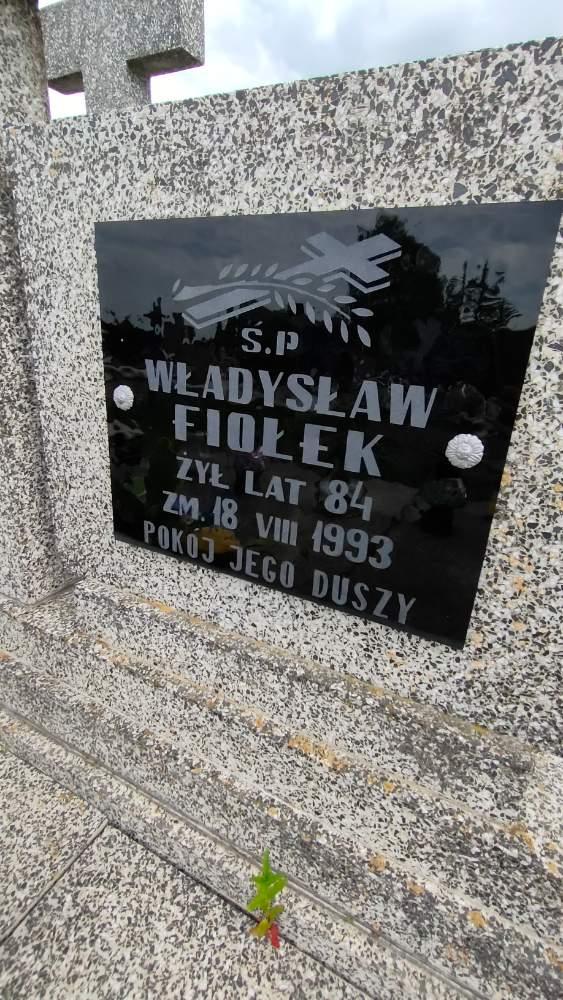 Ś.P
WŁADYSŁAW
FIOŁEK
ŻYŁ LAT 84
ZM. 18 VIII 1993
POKÓJ JEGO DUSZY